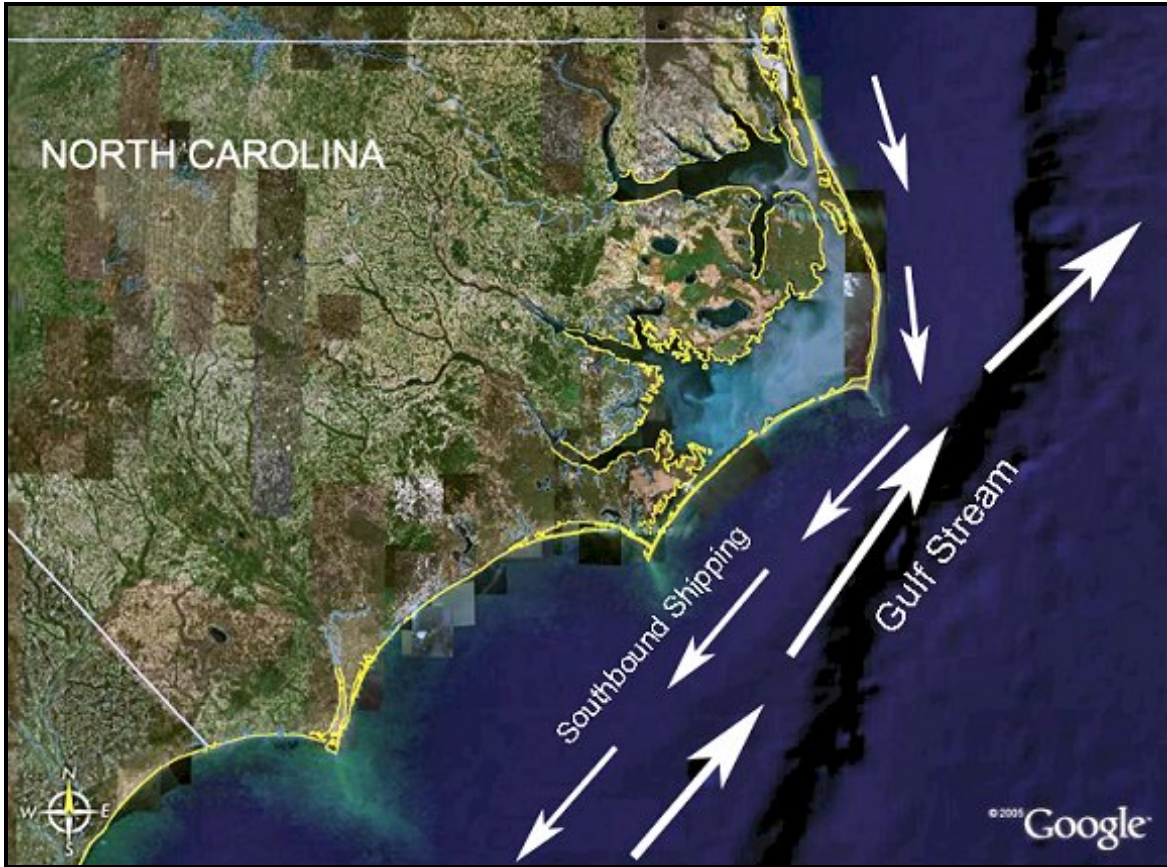 NORTH CAROLINA
Southbound Shipping
Gulf Stream
N
W E
S
© 2005 Google